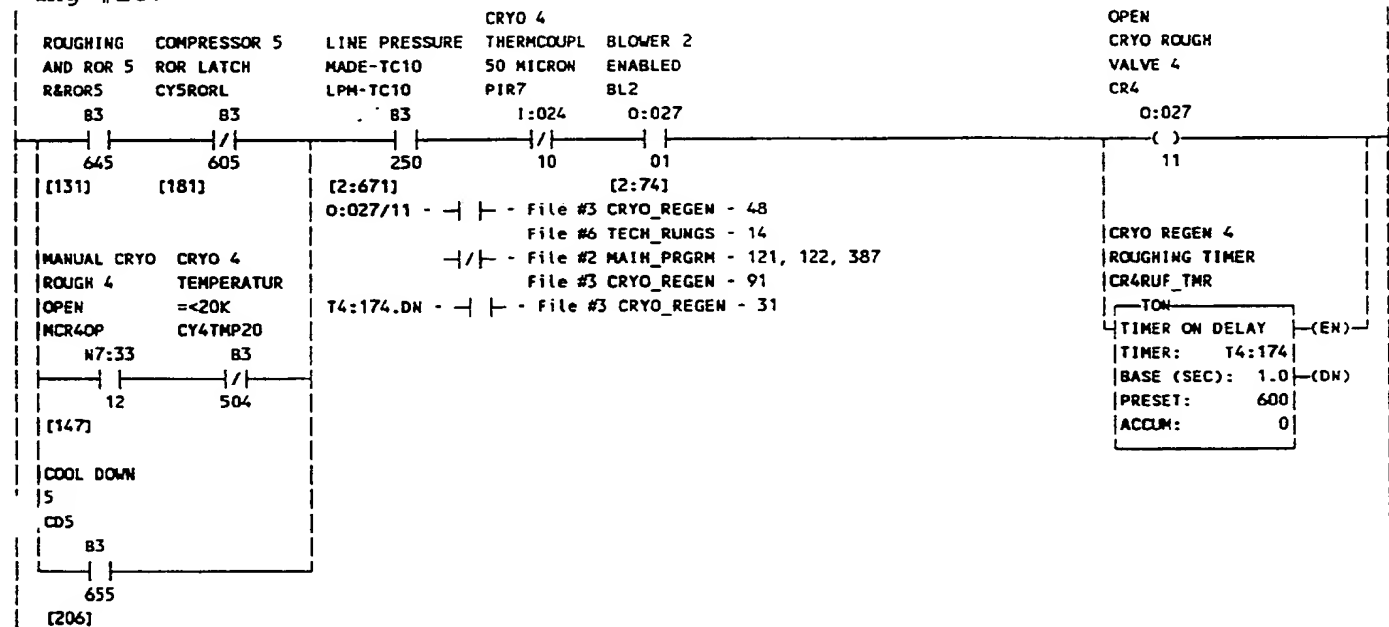 CRYO 4 OPEN
ROUGHING COMPRESSOR 5 LINE PRESSURE THERMCOUPL BLOWER 2 CRYO ROUGH
AND ROR 5 ROR LATCH MADE-TC10 50 MICRON ENABLED VALVE 4
R&ROR5 CY5RORL LPM-TC10 PIR7 BL2 CR4
B3 B3 B3 I:024 O:027 O:027
645 605 250 10 01 11
[131] [181] [2:671] [2:74]
O:027/11 - ─┤ ├─ - File #3 CRYO_REGEN - 48
File #6 TECH_RUNGS - 14
MANUAL CRYO CRYO 4 ─┤/├─ - File #2 MAIN_PRGRM - 121, 122, 387 CRYO REGEN 4
ROUGH 4 TEMPERATUR File #3 CRYO_REGEN - 91 ROUGHING TIMER
OPEN =<20K T4:174.DN - ─┤ ├─ - File #3 CRYO_REGEN - 31 CR4RUF_TMR
MCR4OP CY4TMP20 TON
TIMER ON DELAY (EN)
N7:33 B3 TIMER: T4:174
BASE (SEC): 1.0 (DN)
12 504 PRESET: 600
[147] ACCUM: 0
COOL DOWN
5
CD5
B3
655
[206]